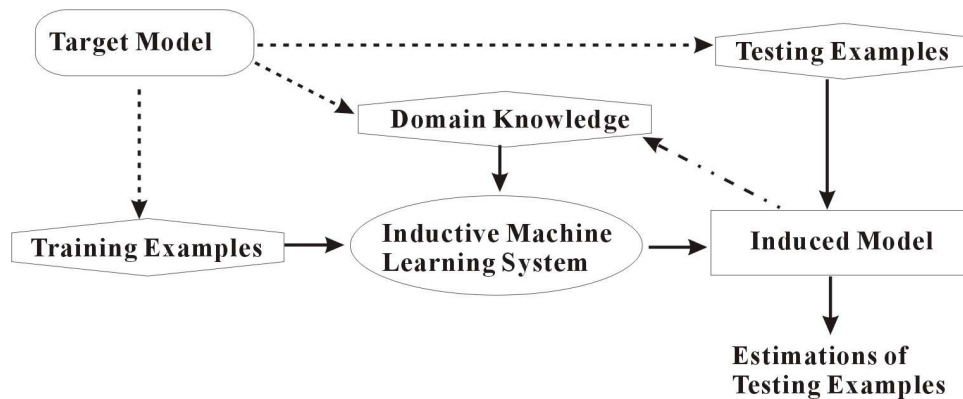 Target Model
Testing Examples
Domain Knowledge
Training Examples
Inductive Machine
Learning System
Induced Model
Estimations of
Testing Examples